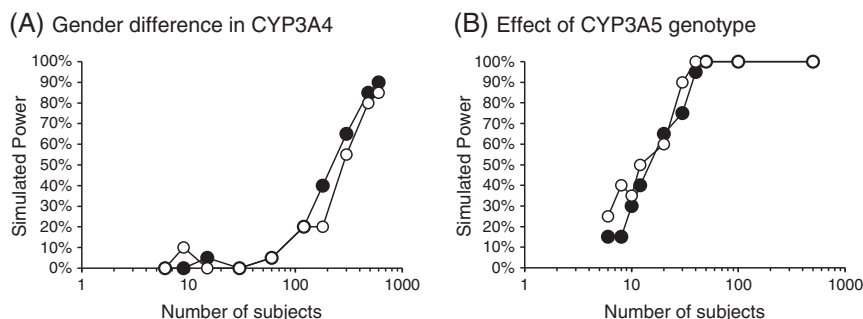 (A) Gender difference in CYP3A4
Simulated Power
100%
90%
80%
70%
60%
50%
40%
30%
20%
10%
0%
1 10 100 1000
Number of subjects
(B) Effect of CYP3A5 genotype
Simulated Power
100%
90%
80%
70%
60%
50%
40%
30%
20%
10%
0%
1 10 100 1000
Number of subjects